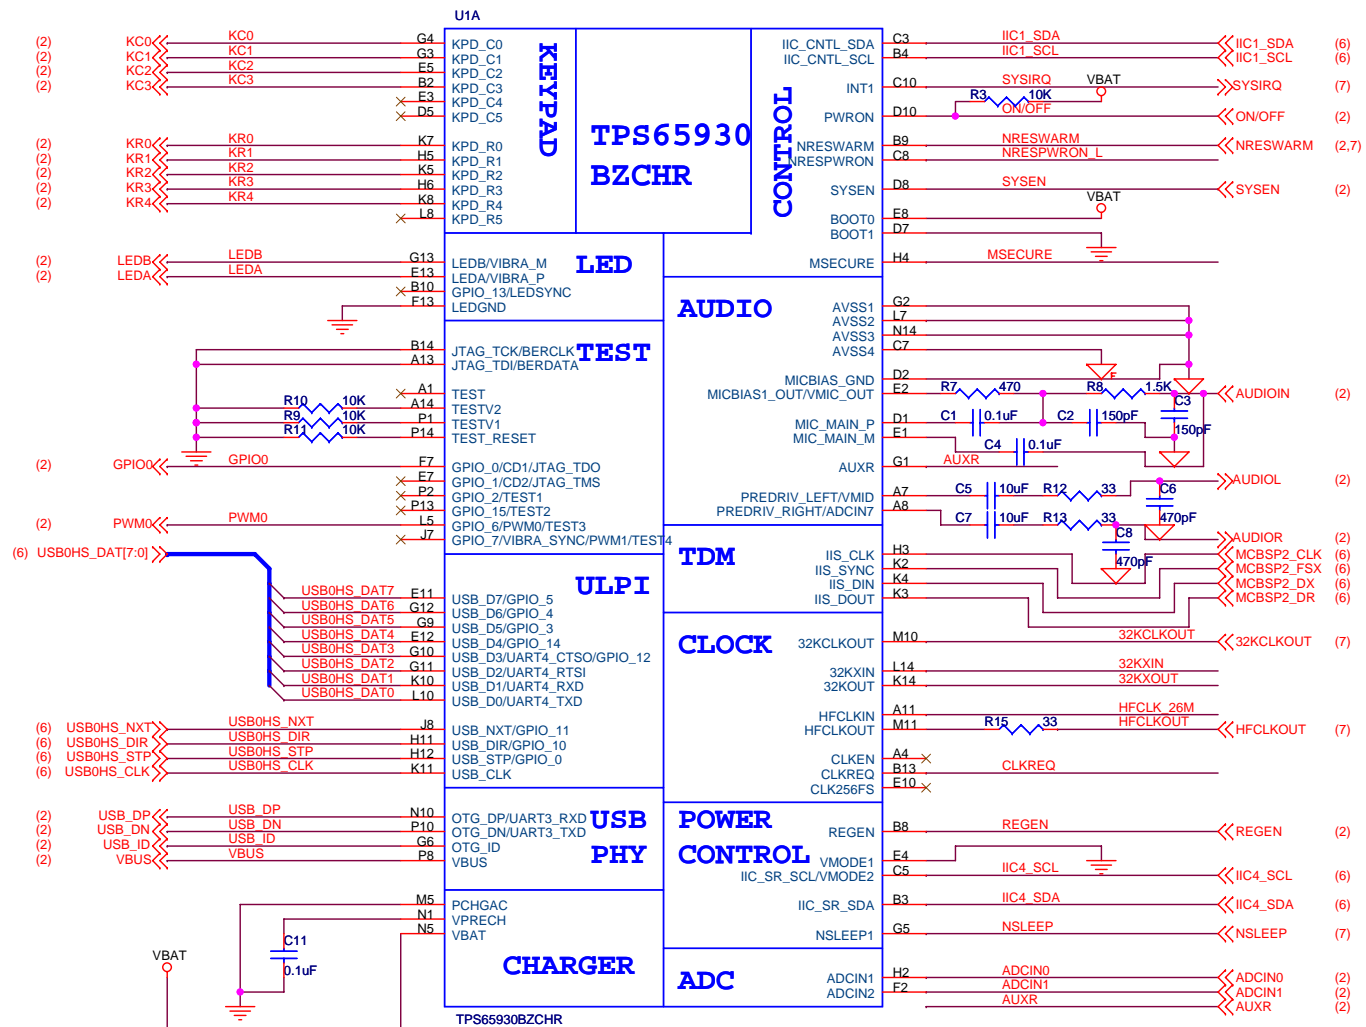 U1A
(2) KC0 KC0 G4 KPD_C0
(2) KC1 KC1 G3 KPD_C1
(2) KC2 KC2 E5 KPD_C2
(2) KC3 KC3 B2 KPD_C3
E3 KPD_C4
D5 KPD_C5
(2) KR0 KR0 K7 KPD_R0
(2) KR1 KR1 H5 KPD_R1
(2) KR2 KR2 K5 KPD_R2
(2) KR3 KR3 H6 KPD_R3
(2) KR4 KR4 K8 KPD_R4
L8 KPD_R5
KEYPAD
TPS65930
BZCHR
CONTROL
IIC_CNTL_SDA C3 IIC1_SDA IIC1_SDA (6)
IIC_CNTL_SCL B4 IIC1_SCL IIC1_SCL (6)
INT1 C10 SYSIRQ SYSIRQ (7)
VBAT
R3 10K
PWRON D10 ON/OFF ON/OFF (2)
NRESWARM B9 NRESWARM NRESWARM (2,7)
NRESPWRON C8 NRESPWRON_L
SYSEN D8 SYSEN SYSEN (2)
VBAT
BOOT0 E8
BOOT1 D7
MSECURE H4 MSECURE
(2) LEDB LEDB G13 LEDB/VIBRA_M
(2) LEDA LEDA E13 LEDA/VIBRA_P
B10 GPIO_13/LEDSYNC
F13 LEDGND
LED
AUDIO
AVSS1 G2
AVSS2 L7
AVSS3 N14
AVSS4 C7
MICBIAS_GND D2
MICBIAS1_OUT/VMIC_OUT E2 R7 470 R8 1.5K AUDIOIN (2)
MIC_MAIN_P D1 C1 0.1uF C2 150pF C3 150pF
MIC_MAIN_M E1 C4 0.1uF
AUXR G1 AUXR
PREDRIV_LEFT/VMID A7 C5 10uF R12 33 C6 470pF AUDIOL (2)
PREDRIV_RIGHT/ADCIN7 A8 C7 10uF R13 33 C8 470pF AUDIOR (2)
B14 JTAG_TCK/BERCLK
A13 JTAG_TDI/BERDATA
TEST
A1 TEST
R10 10K A14 TESTV2
R9 10K P1 TESTV1
R11 10K P14 TEST_RESET
(2) GPIO0 GPIO0 F7 GPIO_0/CD1/JTAG_TDO
E7 GPIO_1/CD2/JTAG_TMS
P2 GPIO_2/TEST1
P13 GPIO_15/TEST2
(2) PWM0 PWM0 L5 GPIO_6/PWM0/TEST3
J7 GPIO_7/VIBRA_SYNC/PWM1/TEST4
TDM
IIS_CLK H3 MCBSP2_CLK (6)
IIS_SYNC K2 MCBSP2_FSX (6)
IIS_DIN K4 MCBSP2_DX (6)
IIS_DOUT K3 MCBSP2_DR (6)
(6) USB0HS_DAT[7:0]
ULPI
USB0HS_DAT7 E11 USB_D7/GPIO_5
USB0HS_DAT6 G12 USB_D6/GPIO_4
USB0HS_DAT5 G9 USB_D5/GPIO_3
USB0HS_DAT4 E12 USB_D4/GPIO_14
USB0HS_DAT3 G10 USB_D3/UART4_CTSO/GPIO_12
USB0HS_DAT2 G11 USB_D2/UART4_RTSI
USB0HS_DAT1 K10 USB_D1/UART4_RXD
USB0HS_DAT0 L10 USB_D0/UART4_TXD
(6) USB0HS_NXT USB0HS_NXT J8 USB_NXT/GPIO_11
(6) USB0HS_DIR USB0HS_DIR H11 USB_DIR/GPIO_10
(6) USB0HS_STP USB0HS_STP H12 USB_STP/GPIO_0
(6) USB0HS_CLK USB0HS_CLK K11 USB_CLK
CLOCK
32KCLKOUT M10 32KCLKOUT 32KCLKOUT (7)
32KXIN L14 32KXIN
32KOUT K14 32KXOUT
HFCLKIN A11 HFCLK_26M
HFCLKOUT M11 R15 33 HFCLKOUT HFCLKOUT (7)
CLKEN A4
CLKREQ B13 CLKREQ
CLK256FS E10
(2) USB_DP USB_DP N10 OTG_DP/UART3_RXD
(2) USB_DN USB_DN P10 OTG_DN/UART3_TXD
(2) USB_ID USB_ID G6 OTG_ID
(2) VBUS VBUS P8 VBUS
USB
PHY
POWER
CONTROL
REGEN B8 REGEN REGEN (2)
VMODE1 E4
IIC_SR_SCL/VMODE2 C5 IIC4_SCL IIC4_SCL (6)
IIC_SR_SDA B3 IIC4_SDA IIC4_SDA (6)
NSLEEP1 G5 NSLEEP NSLEEP (7)
M5 PCHGAC
N1 VPRECH
N5 VBAT
C11
0.1uF
VBAT
CHARGER
ADC
ADCIN1 H2 ADCIN0 ADCIN0 (2)
ADCIN2 F2 ADCIN1 ADCIN1 (2)
AUXR AUXR (2)
TPS65930BZCHR